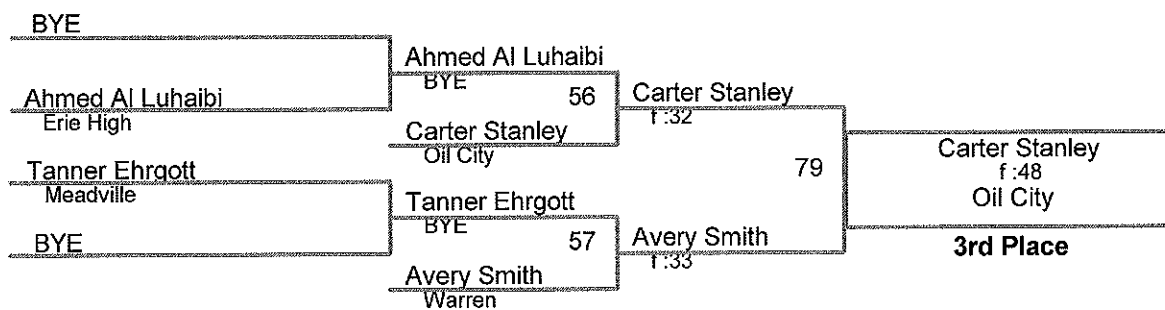 BYE
Ahmed Al Luhaibi
Erie High
Tanner Ehrgott
Meadville
BYE
Ahmed Al Luhaibi
BYE
56
Carter Stanley
Oil City
Tanner Ehrgott
BYE
57
Avery Smith
Warren
Carter Stanley
f :32
79
Avery Smith
f :33
Carter Stanley
f :48
Oil City
3rd Place